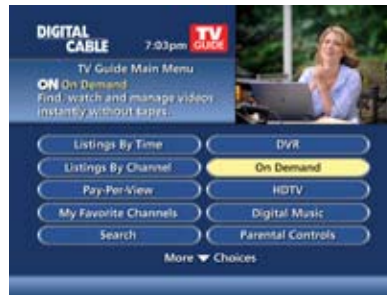 DIGITAL
CABLE
7:03pm
TV
GUIDE
TV Guide Main Menu
ON On Demand
Find, watch and manage videos
instantly without tapes.
Listings By Time
DVR
Listings By Channel
On Demand
Pay-Per-View
HDTV
My Favorite Channels
Digital Music
Search
Parental Controls
More Choices